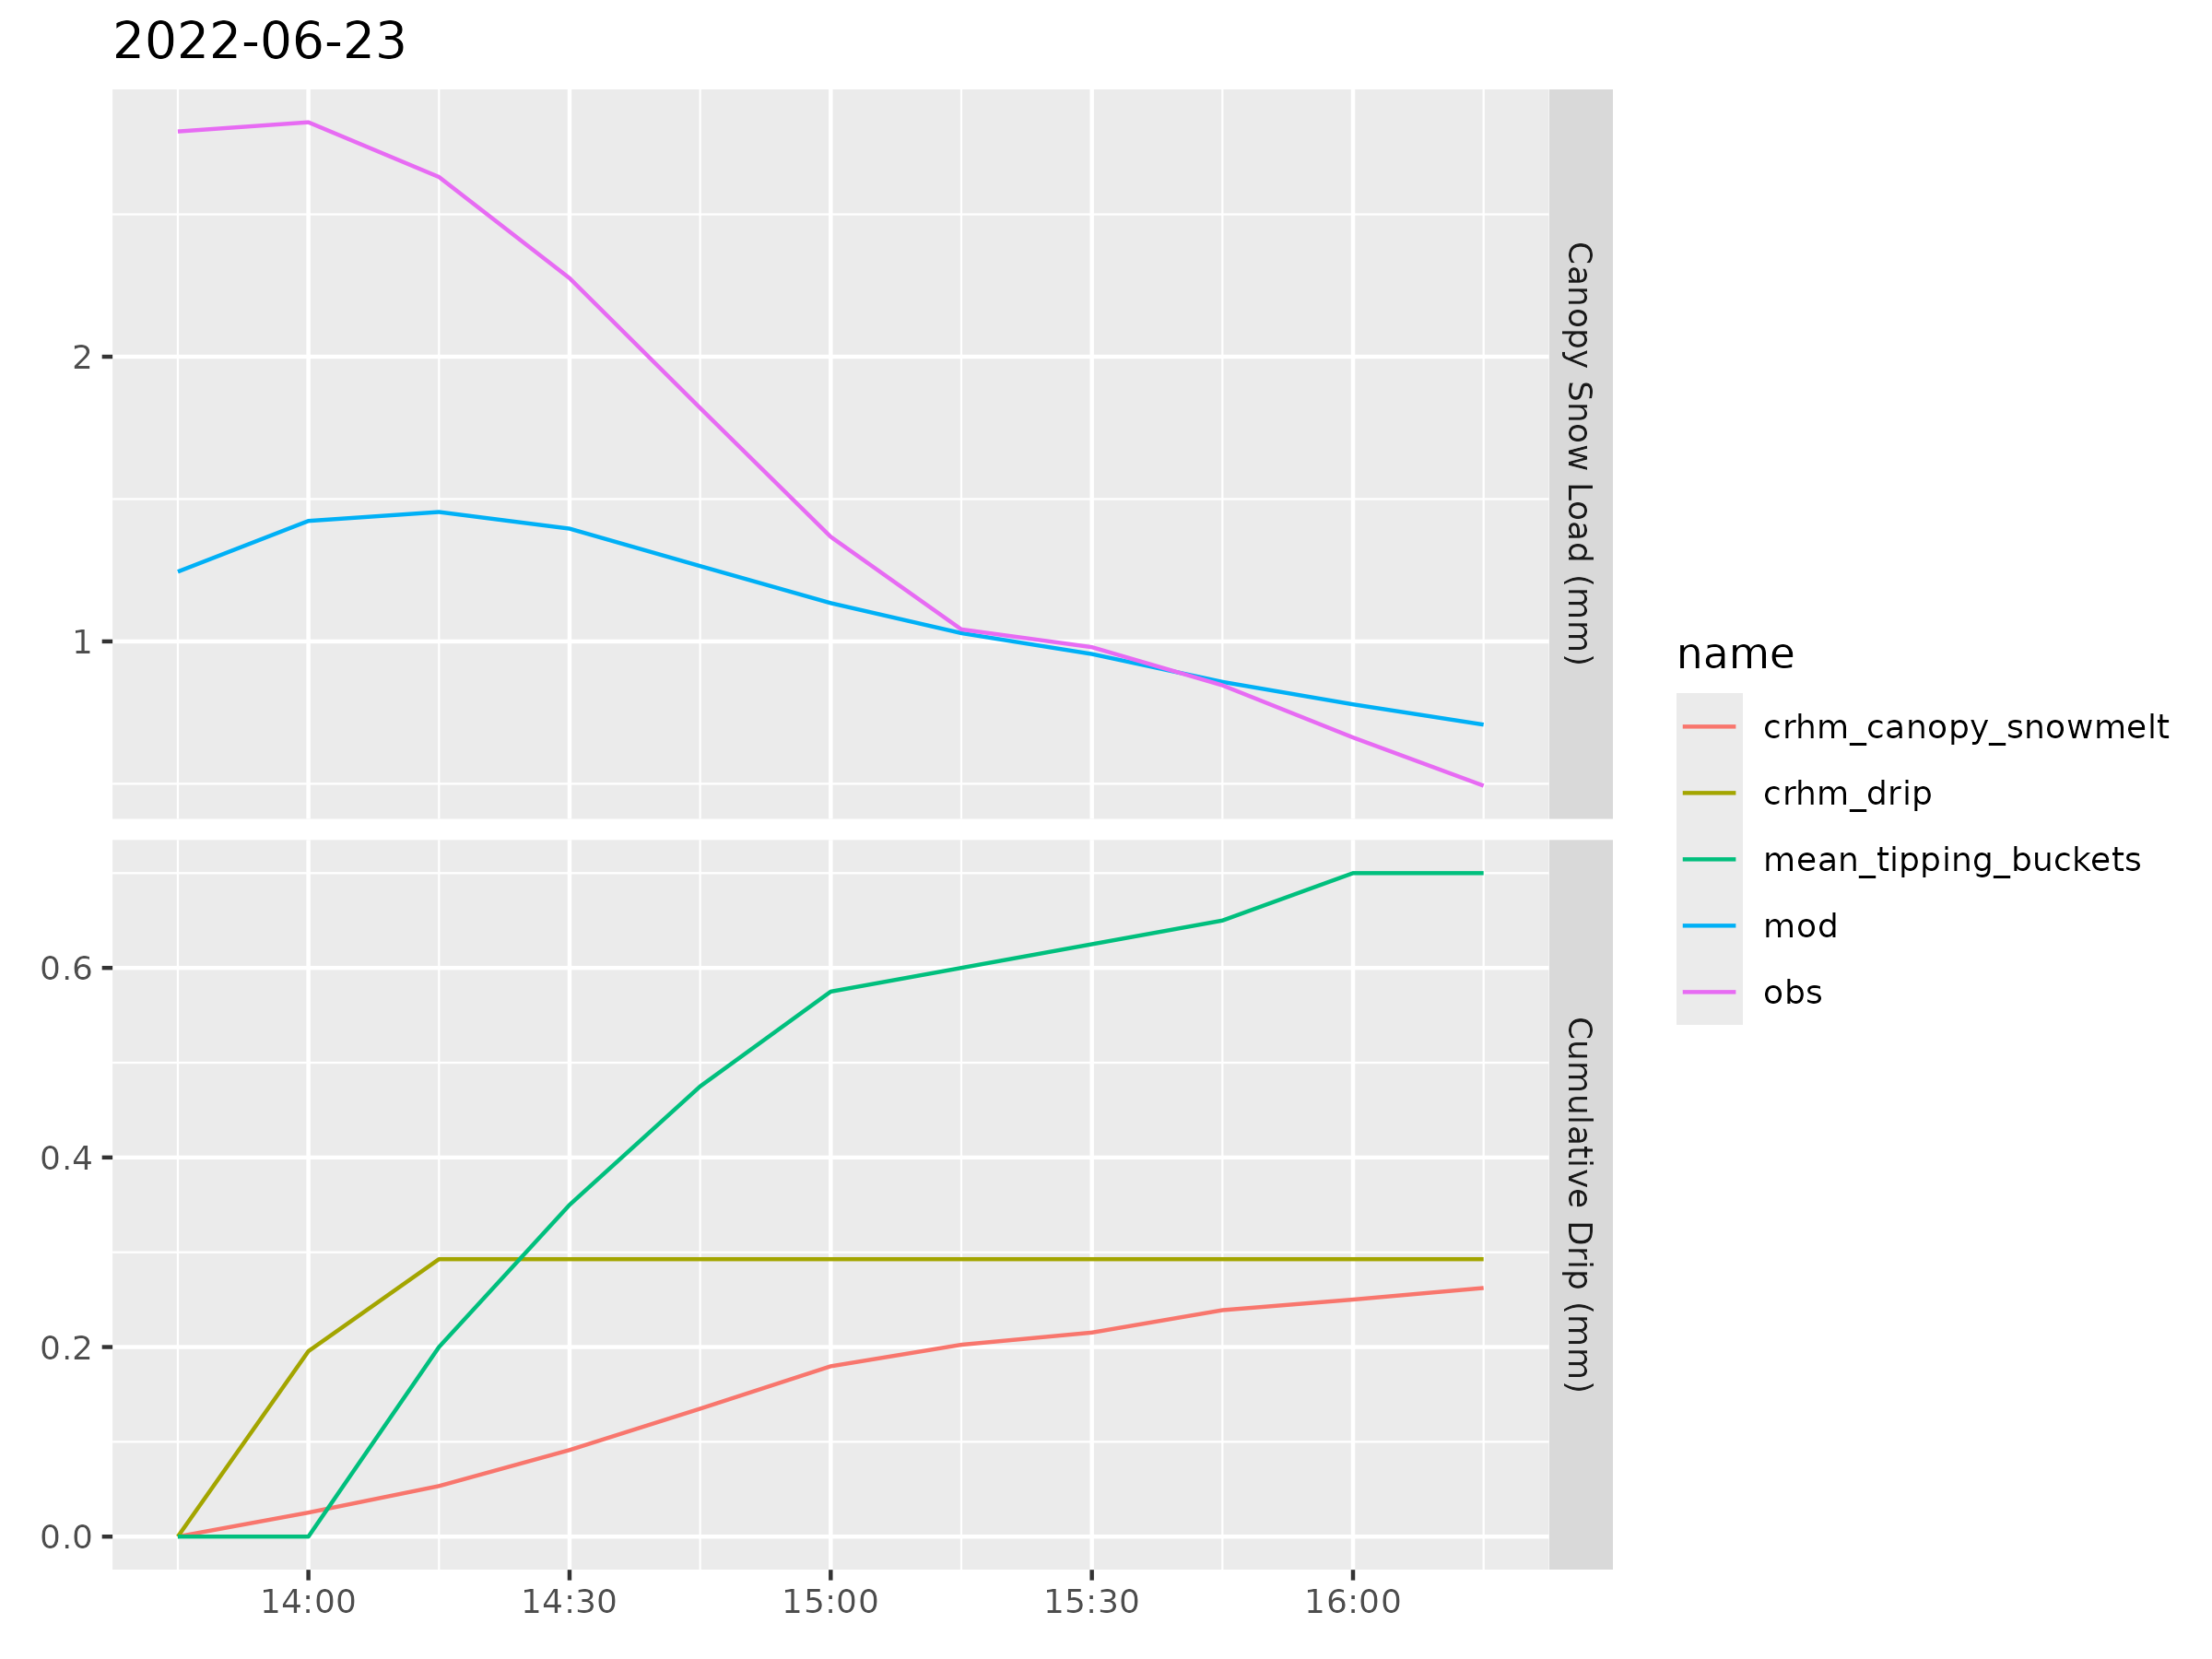 2022-06-23
2
1
Canopy Snow Load (mm)
0.6
0.4
0.2
0.0
Cumulative Drip (mm)
14:00 14:30 15:00 15:30 16:00
name
crhm_canopy_snowmelt
crhm_drip
mean_tipping_buckets
mod
obs